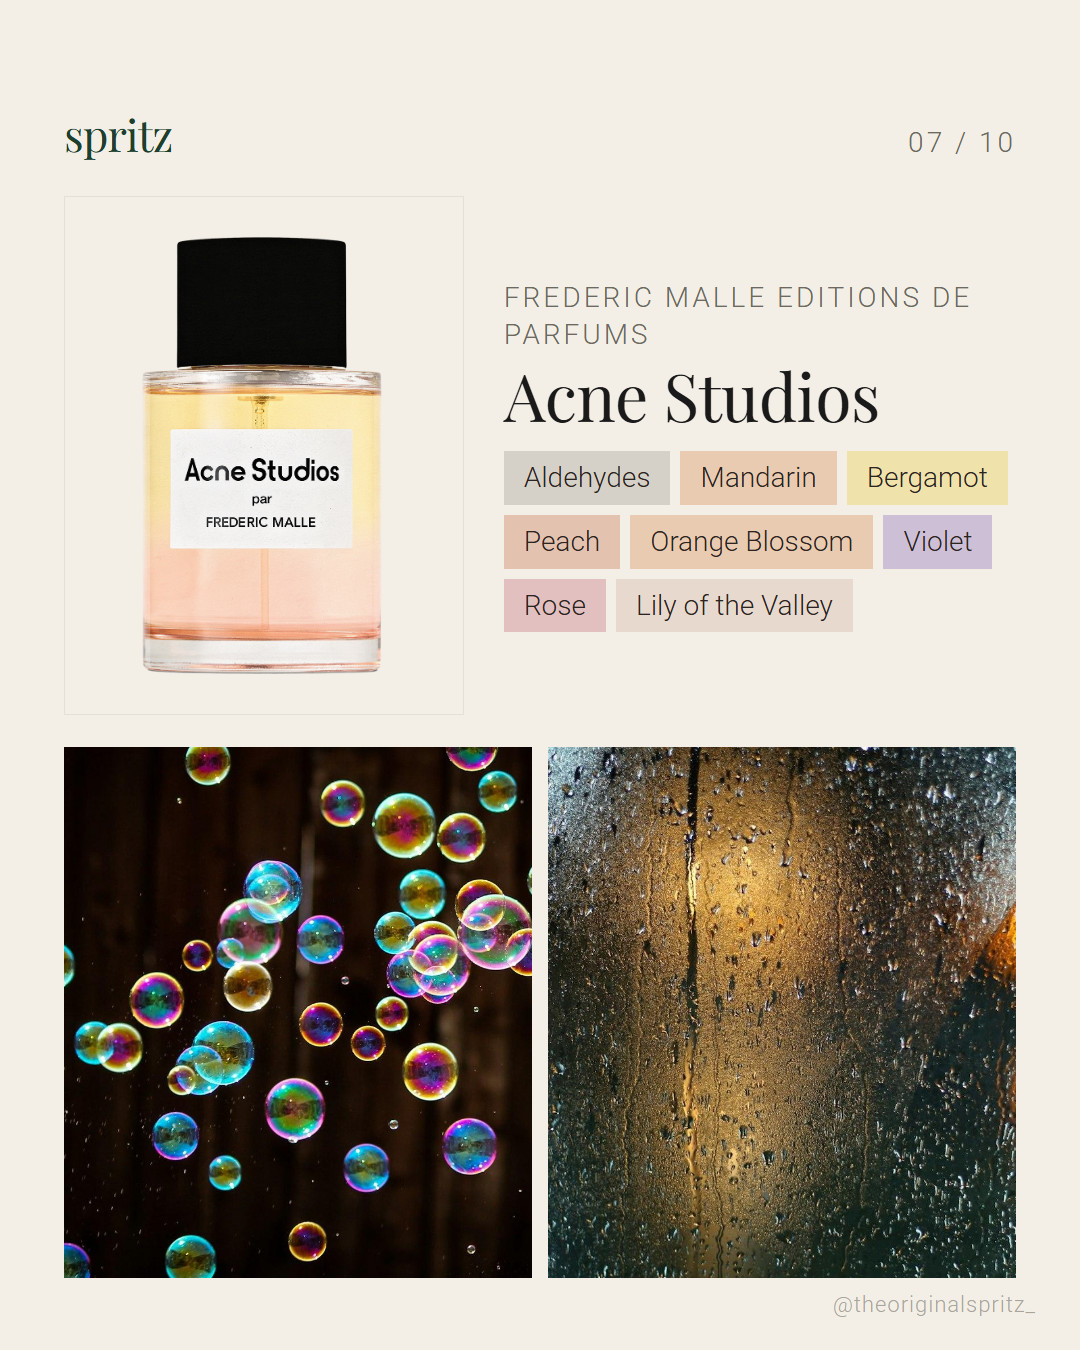 spritz
07 / 10
FREDERIC MALLE EDITIONS DE
PARFUMS
Acne Studios
Aldehydes Mandarin Bergamot
Peach Orange Blossom Violet
Rose Lily of the Valley
Acne Studios
par
FREDERIC MALLE
@theoriginalspritz_